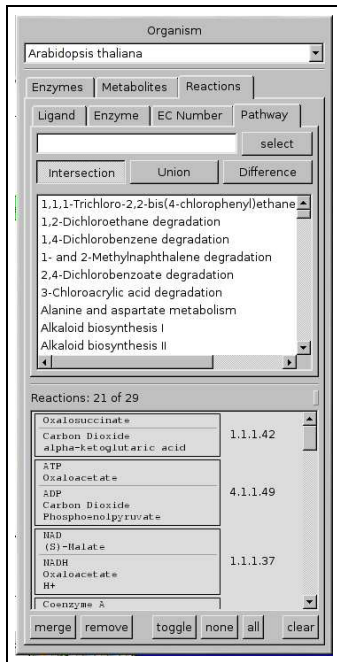 Organism
Arabidopsis thaliana
Enzymes Metabolites Reactions
Ligand Enzyme EC Number Pathway
select
Intersection Union Difference
1,1,1-Trichloro-2,2-bis(4-chlorophenyl)ethane
1,2-Dichloroethane degradation
1,4-Dichlorobenzene degradation
1- and 2-Methylnaphthalene degradation
2,4-Dichlorobenzoate degradation
3-Chloroacrylic acid degradation
Alanine and aspartate metabolism
Alkaloid biosynthesis I
Alkaloid biosynthesis II
Reactions: 21 of 29
Oxalosuccinate
Carbon Dioxide
alpha-ketoglutaric acid
1.1.1.42
ATP
Oxaloacetate
ADP
Carbon Dioxide
Phosphoenolpyruvate
4.1.1.49
NAD
(S)-Malate
NADH
Oxaloacetate
H+
1.1.1.37
Coenzyme A
merge remove toggle none all clear